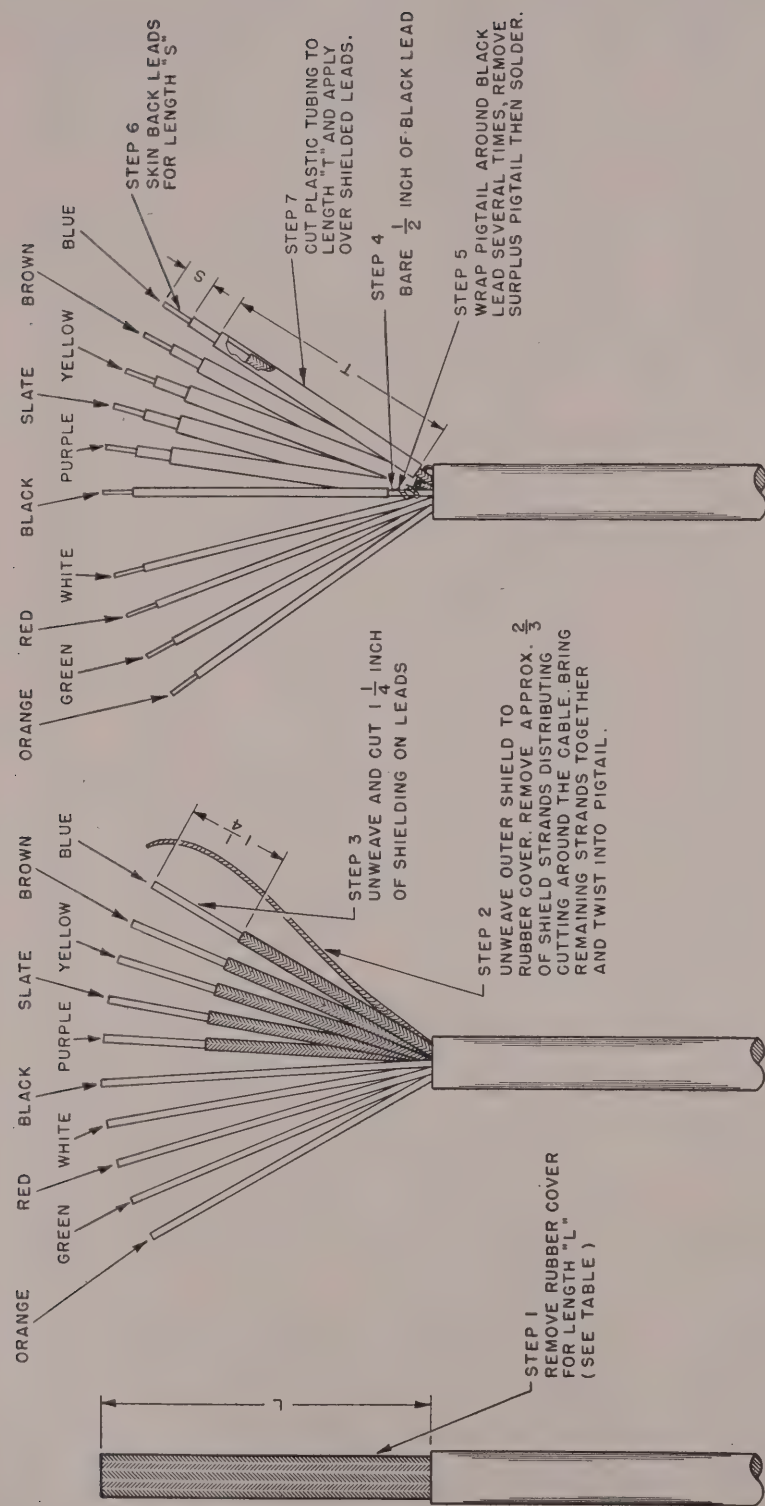 STEP 1
REMOVE RUBBER COVER
FOR LENGTH "L"
(SEE TABLE)
L
ORANGE
GREEN
RED
WHITE
BLACK
PURPLE
SLATE
YELLOW
BROWN
BLUE
1 1/4
STEP 3
UNWEAVE AND CUT 1 1/4 INCH
OF SHIELDING ON LEADS
STEP 2
UNWEAVE OUTER SHIELD TO
RUBBER COVER. REMOVE APPROX. 2/3
OF SHIELD STRANDS DISTRIBUTING
CUTTING AROUND THE CABLE. BRING
REMAINING STRANDS TOGETHER
AND TWIST INTO PIGTAIL.
ORANGE
GREEN
RED
WHITE
BLACK
PURPLE
SLATE
YELLOW
BROWN
BLUE
STEP 6
SKIN BACK LEADS
FOR LENGTH "S"
S
STEP 7
CUT PLASTIC TUBING TO
LENGTH "T" AND APPLY
OVER SHIELDED LEADS.
T
STEP 4
BARE 1/2 INCH OF BLACK LEAD
STEP 5
WRAP PIGTAIL AROUND BLACK
LEAD SEVERAL TIMES, REMOVE
SURPLUS PIGTAIL THEN SOLDER.